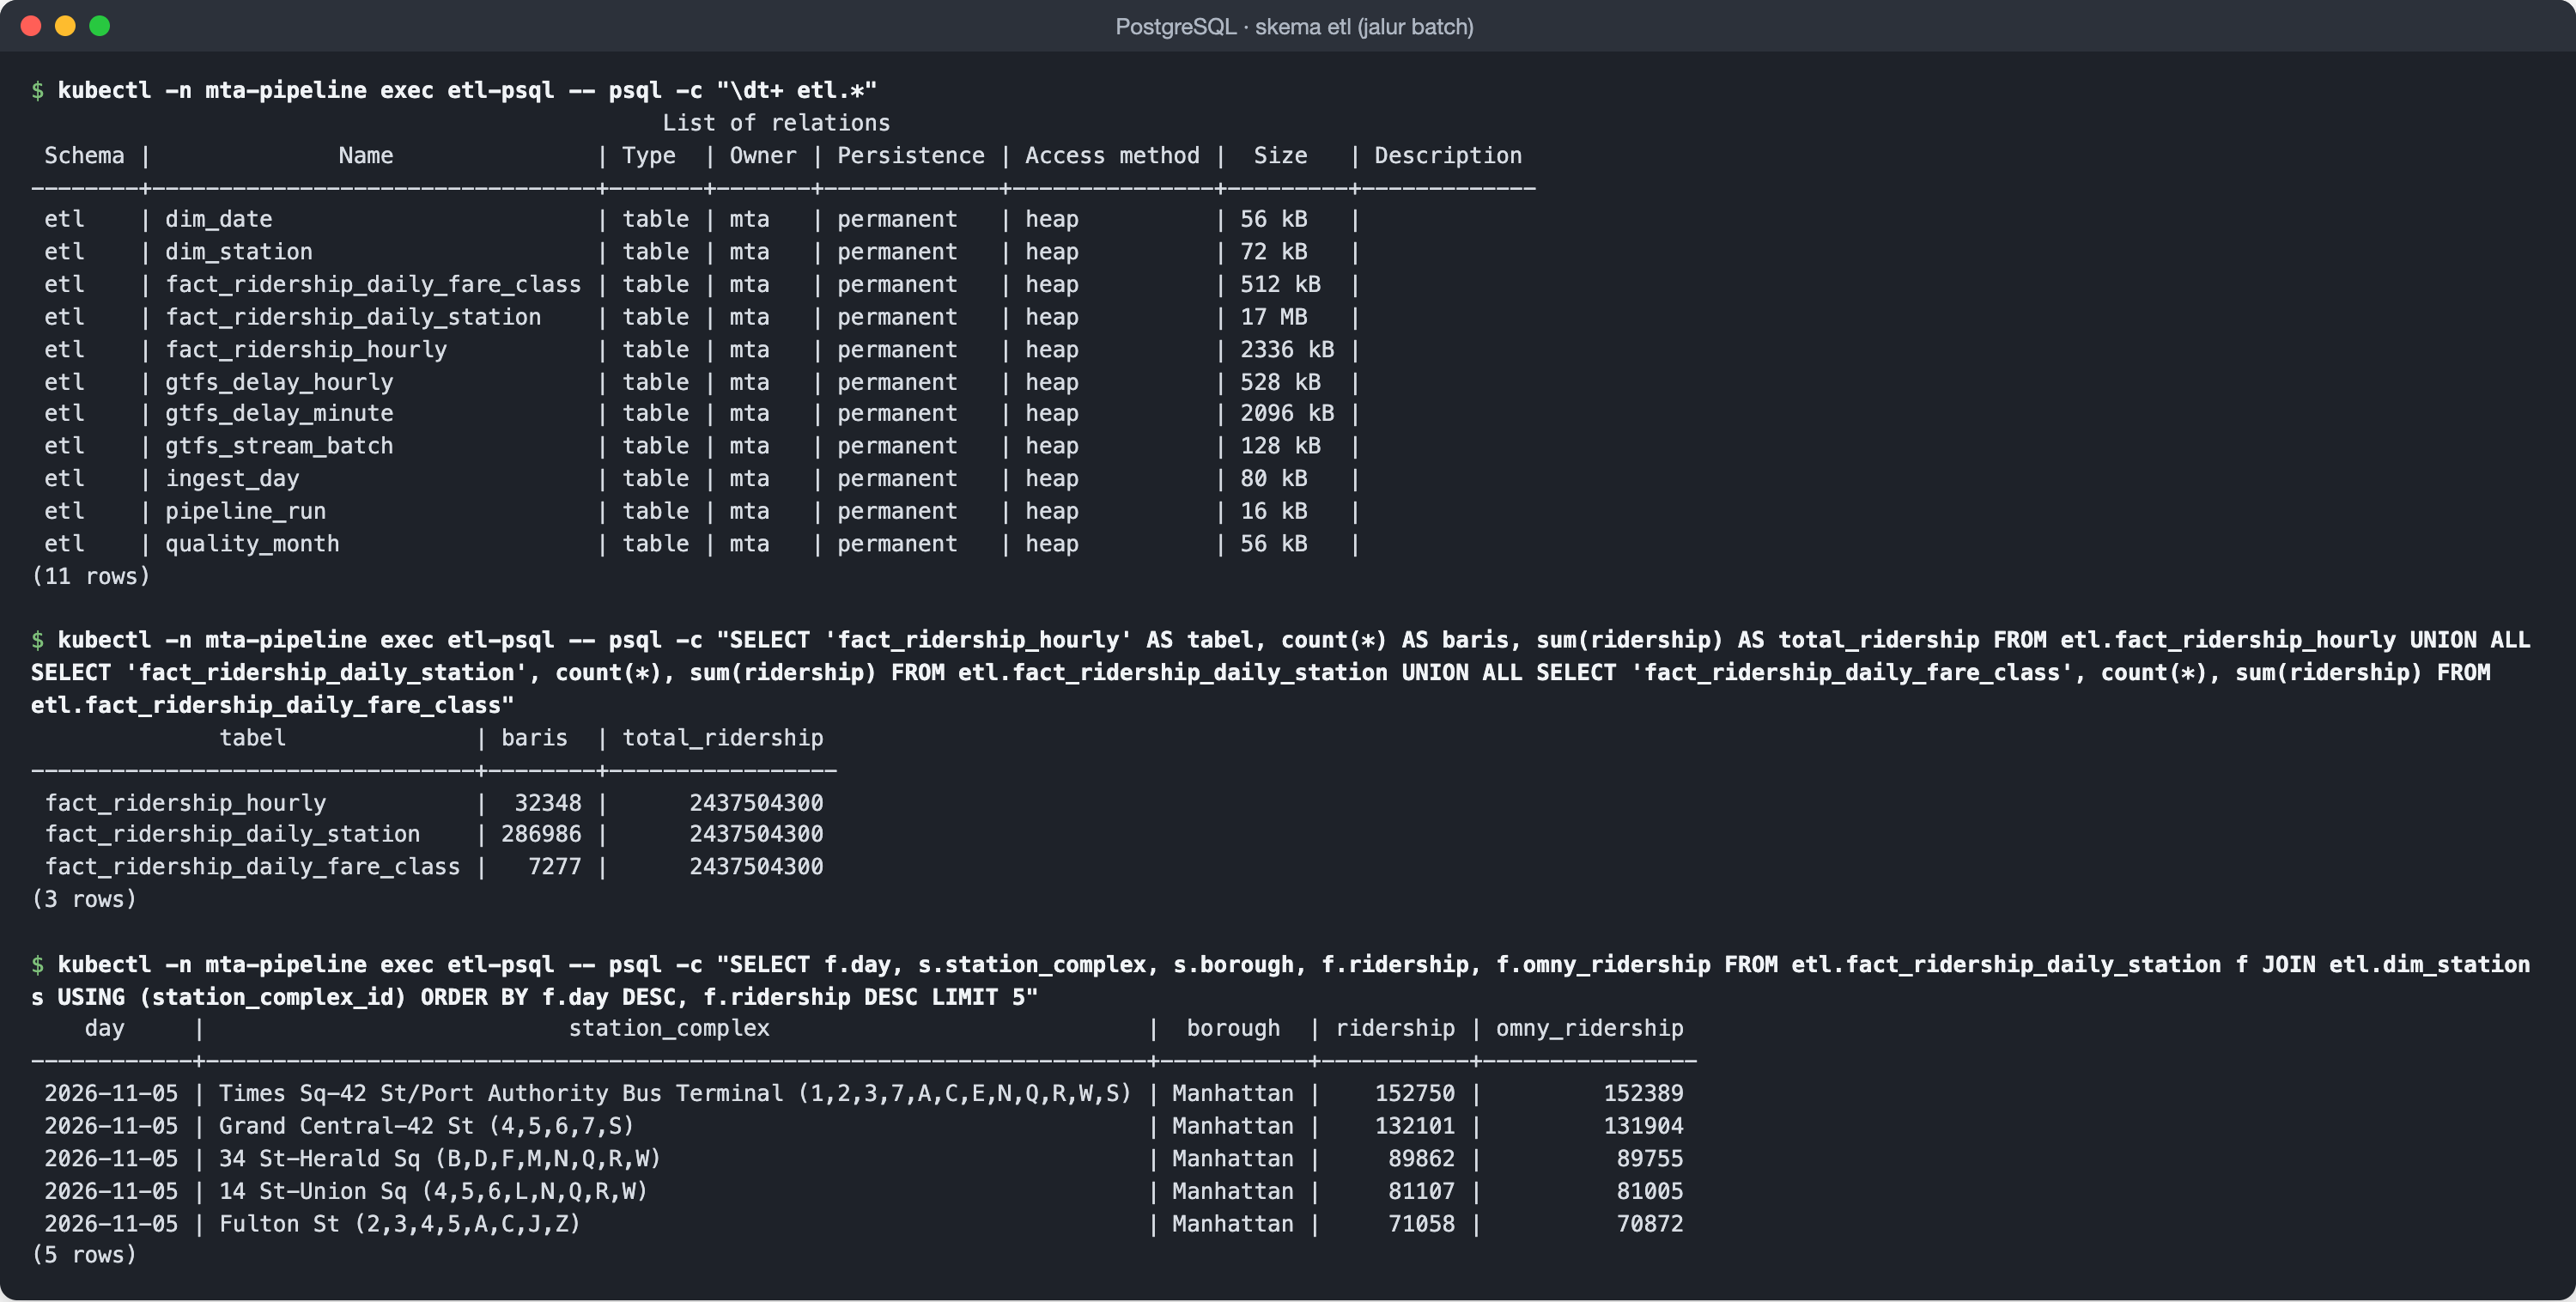 PostgreSQL · skema etl (jalur batch)
$ kubectl -n mta-pipeline exec etl-psql -- psql -c "\dt+ etl.*"
                                               List of relations
 Schema |              Name               | Type  | Owner | Persistence | Access method |  Size   | Description
--------+---------------------------------+-------+-------+-------------+---------------+---------+-------------
 etl    | dim_date                        | table | mta   | permanent   | heap          | 56 kB   |
 etl    | dim_station                     | table | mta   | permanent   | heap          | 72 kB   |
 etl    | fact_ridership_daily_fare_class | table | mta   | permanent   | heap          | 512 kB  |
 etl    | fact_ridership_daily_station    | table | mta   | permanent   | heap          | 17 MB   |
 etl    | fact_ridership_hourly           | table | mta   | permanent   | heap          | 2336 kB |
 etl    | gtfs_delay_hourly               | table | mta   | permanent   | heap          | 528 kB  |
 etl    | gtfs_delay_minute               | table | mta   | permanent   | heap          | 2096 kB |
 etl    | gtfs_stream_batch               | table | mta   | permanent   | heap          | 128 kB  |
 etl    | ingest_day                      | table | mta   | permanent   | heap          | 80 kB   |
 etl    | pipeline_run                    | table | mta   | permanent   | heap          | 16 kB   |
 etl    | quality_month                   | table | mta   | permanent   | heap          | 56 kB   |
(11 rows)
$ kubectl -n mta-pipeline exec etl-psql -- psql -c "SELECT 'fact_ridership_hourly' AS tabel, count(*) AS baris, sum(ridership) AS total_ridership FROM etl.fact_ridership_hourly UNION ALL
SELECT 'fact_ridership_daily_station', count(*), sum(ridership) FROM etl.fact_ridership_daily_station UNION ALL SELECT 'fact_ridership_daily_fare_class', count(*), sum(ridership) FROM
etl.fact_ridership_daily_fare_class"
              tabel              | baris  | total_ridership
---------------------------------+--------+-----------------
 fact_ridership_hourly           |  32348 |      2437504300
 fact_ridership_daily_station    | 286986 |      2437504300
 fact_ridership_daily_fare_class |   7277 |      2437504300
(3 rows)
$ kubectl -n mta-pipeline exec etl-psql -- psql -c "SELECT f.day, s.station_complex, s.borough, f.ridership, f.omny_ridership FROM etl.fact_ridership_daily_station f JOIN etl.dim_station
s USING (station_complex_id) ORDER BY f.day DESC, f.ridership DESC LIMIT 5"
    day     |                           station_complex                            |  borough  | ridership | omny_ridership
------------+----------------------------------------------------------------------+-----------+-----------+----------------
 2026-11-05 | Times Sq-42 St/Port Authority Bus Terminal (1,2,3,7,A,C,E,N,Q,R,W,S) | Manhattan |    152750 |         152389
 2026-11-05 | Grand Central-42 St (4,5,6,7,S)                                      | Manhattan |    132101 |         131904
 2026-11-05 | 34 St-Herald Sq (B,D,F,M,N,Q,R,W)                                    | Manhattan |     89862 |          89755
 2026-11-05 | 14 St-Union Sq (4,5,6,L,N,Q,R,W)                                     | Manhattan |     81107 |          81005
 2026-11-05 | Fulton St (2,3,4,5,A,C,J,Z)                                          | Manhattan |     71058 |          70872
(5 rows)